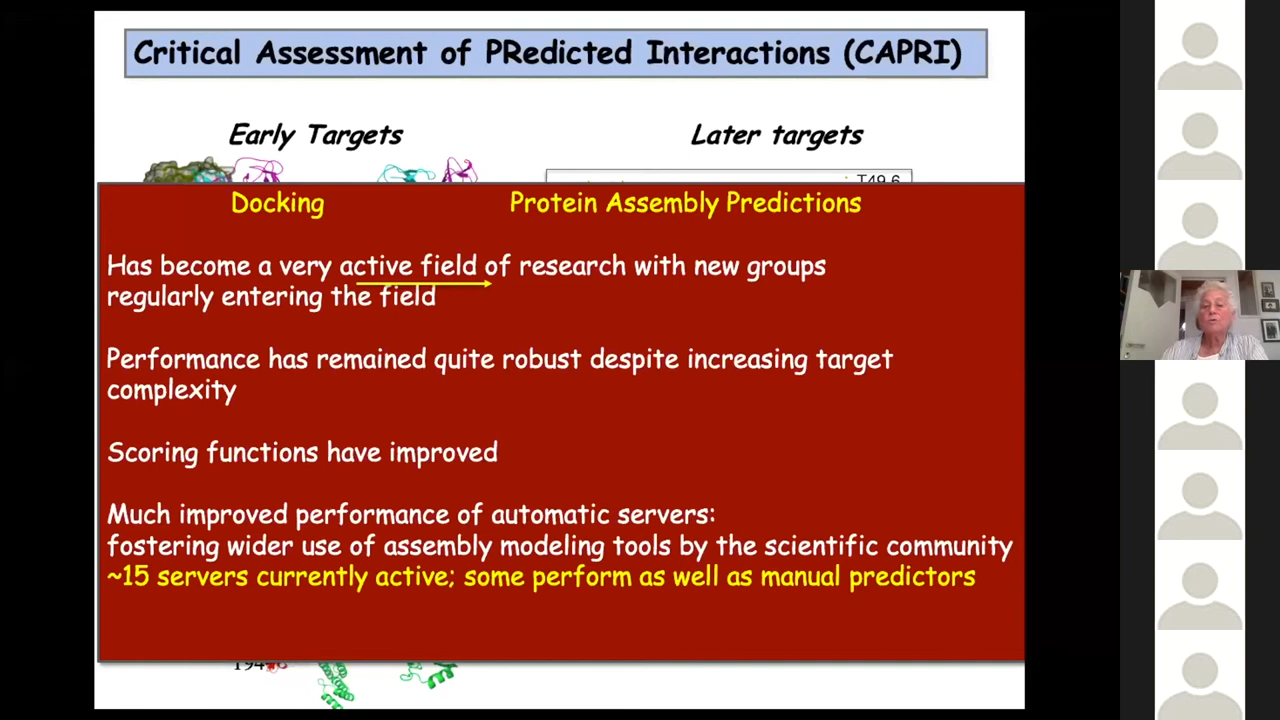 Critical Assessment of PRedicted Interactions (CAPRI)
Early Targets
Later targets
T49.6
Docking
Protein Assembly Predictions
Has become a very active field of research with new groups
regularly entering the field
Performance has remained quite robust despite increasing target
complexity
Scoring functions have improved
Much improved performance of automatic servers:
fostering wider use of assembly modeling tools by the scientific community
~15 servers currently active; some perform as well as manual predictors
T94